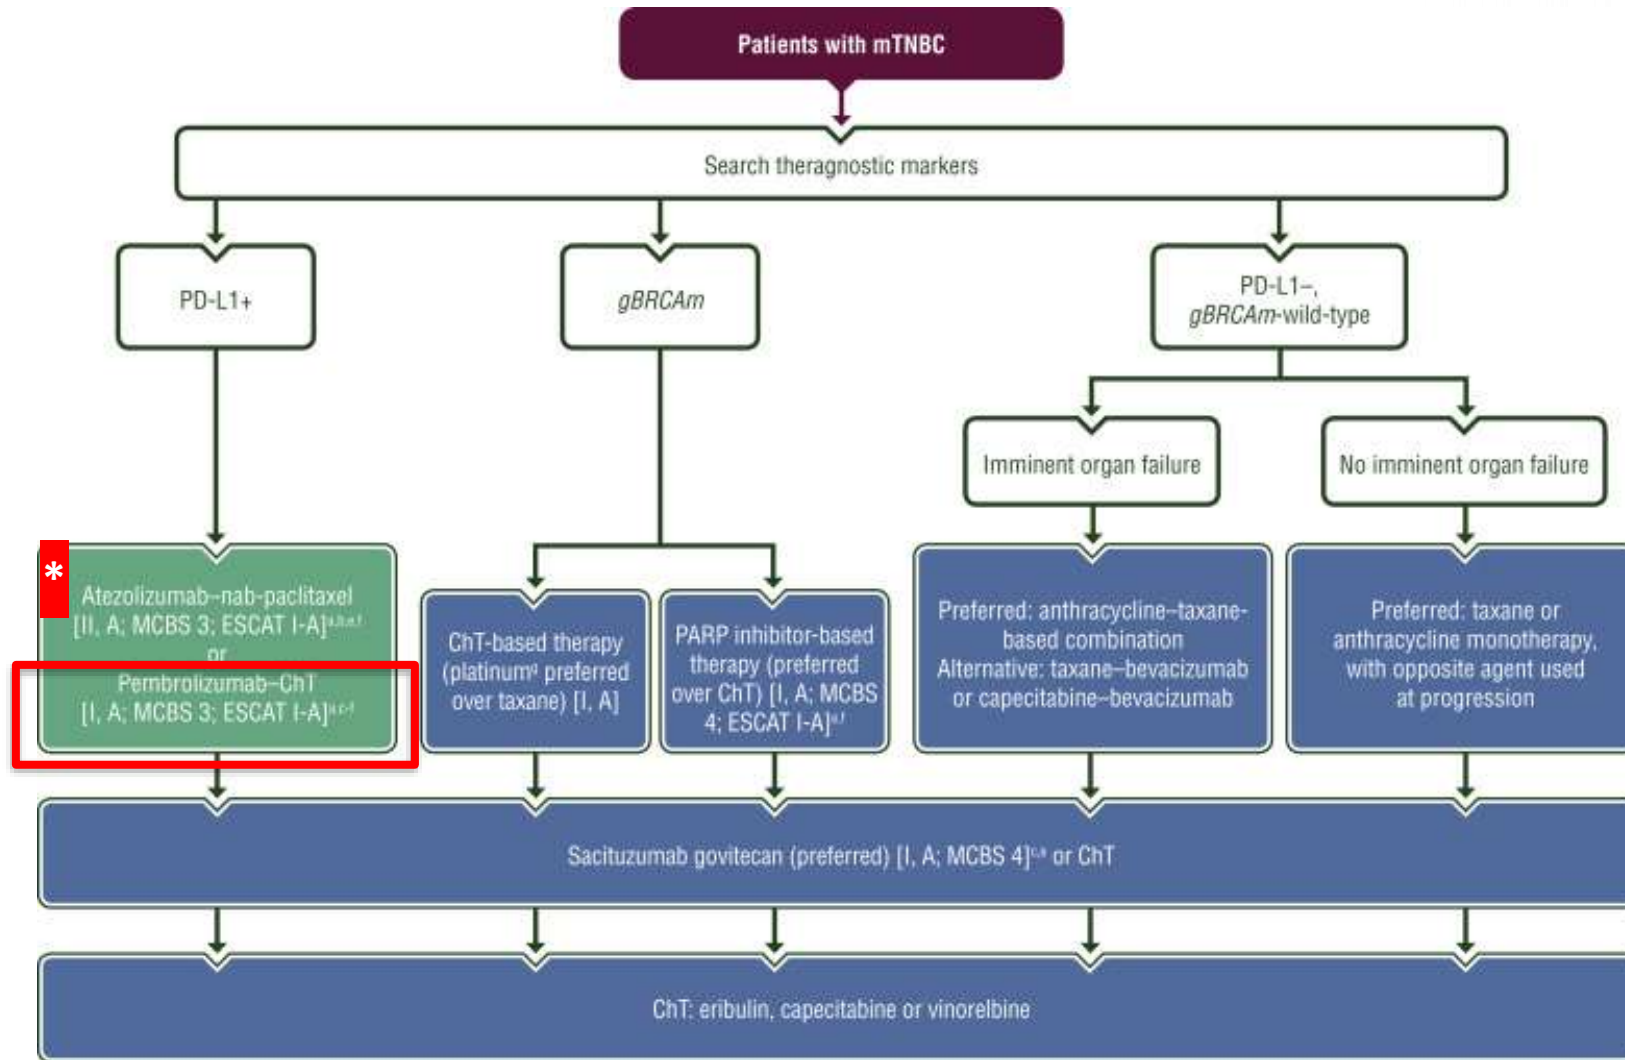 Patients with mTNBC
Search theragnostic markers
PD-L1+
gBRCAm
PD-L1–,
gBRCAm-wild-type
Imminent organ failure
No imminent organ failure
*
Atezolizumab–nab-paclitaxel
[II, A; MCBS 3; ESCAT I-A]
or
Pembrolizumab–ChT
[I, A; MCBS 3; ESCAT I-A]
ChT-based therapy
(platinum preferred
over taxane) [I, A]
PARP inhibitor-based
therapy (preferred
over ChT) [I, A; MCBS
4; ESCAT I-A]
Preferred: anthracycline–taxane-
based combination
Alternative: taxane–bevacizumab
or capecitabine–bevacizumab
Preferred: taxane or
anthracycline monotherapy,
with opposite agent used
at progression
Sacituzumab govitecan (preferred) [I, A; MCBS 4] or ChT
ChT: eribulin, capecitabine or vinorelbine